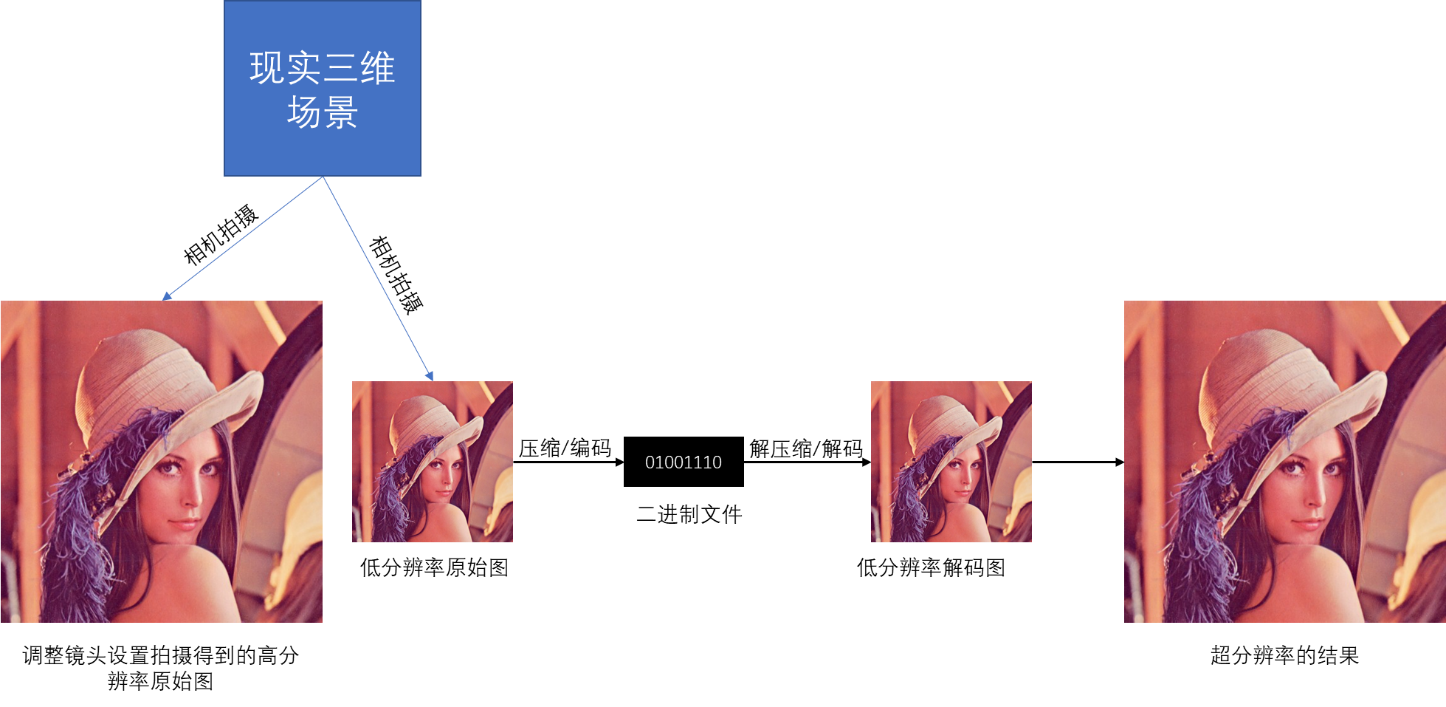 现实三维
场景
相机拍摄
相机拍摄
压缩/编码
01001110
解压缩/解码
二进制文件
低分辨率原始图
低分辨率解码图
调整镜头设置拍摄得到的高分
辨率原始图
超分辨率的结果